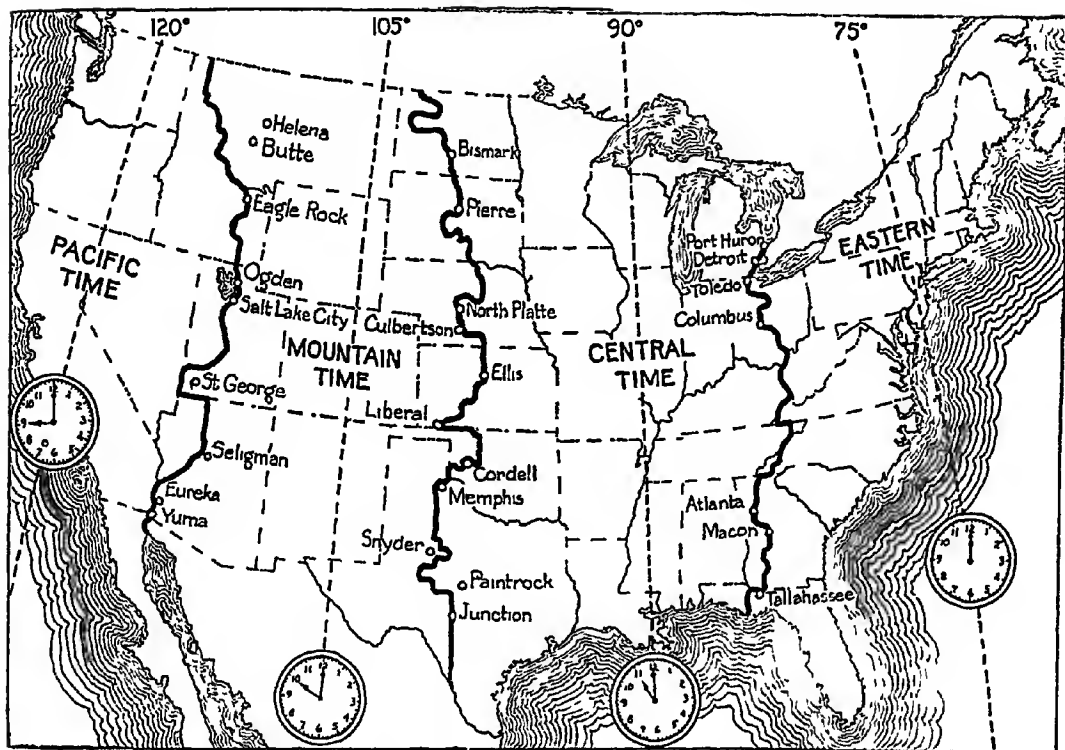 120° 105° 90° 75°
Helena
Butte
Bismark
Eagle Rock
Pierre
PACIFIC
TIME
Port Huron
Detroit
EASTERN
TIME
Ogden
Toledo
Salt Lake City
North Platte
Culbertson
Columbus
MOUNTAIN
TIME
CENTRAL
TIME
Ellis
St George
Liberal
Seligman
Cordell
Memphis
Eureka
Yuma
Atlanta
Macon
Snyder
Paintrock
Junction
Tallahassee